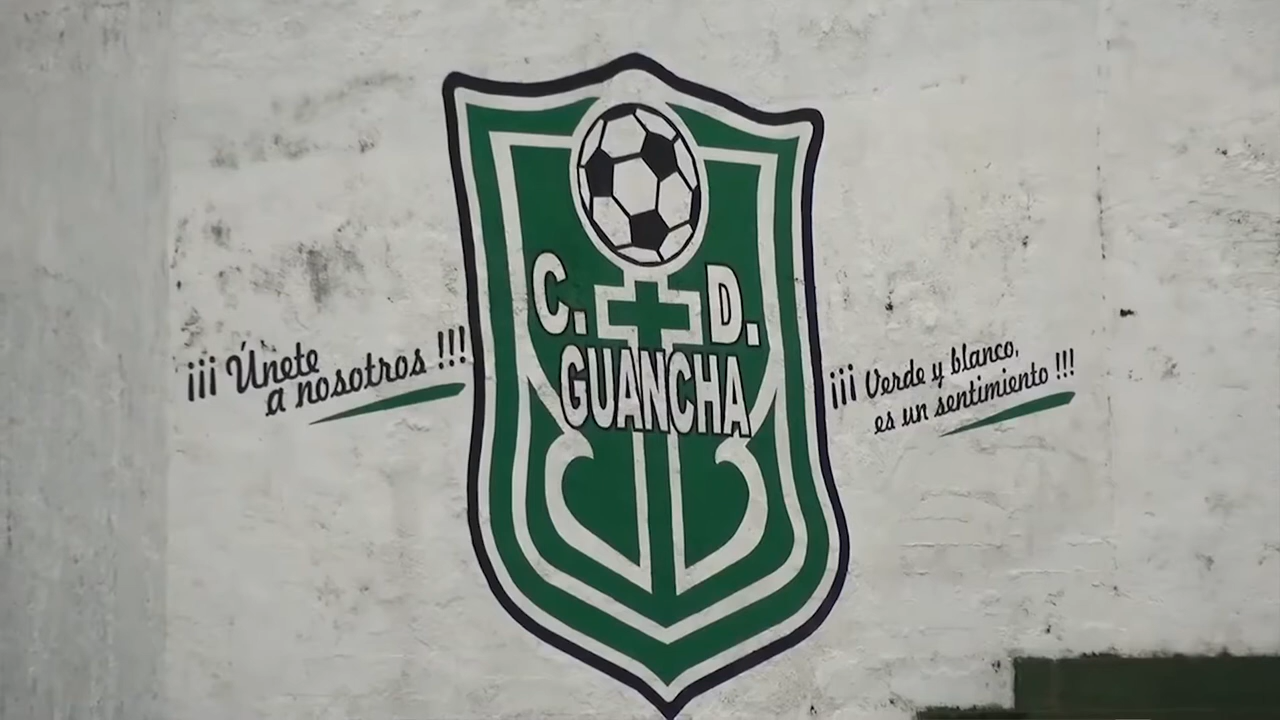 C. D.
GUANCHA
¡¡¡ Únete
a nosotros !!!
¡¡¡ Verde y blanco,
es un sentimiento !!!